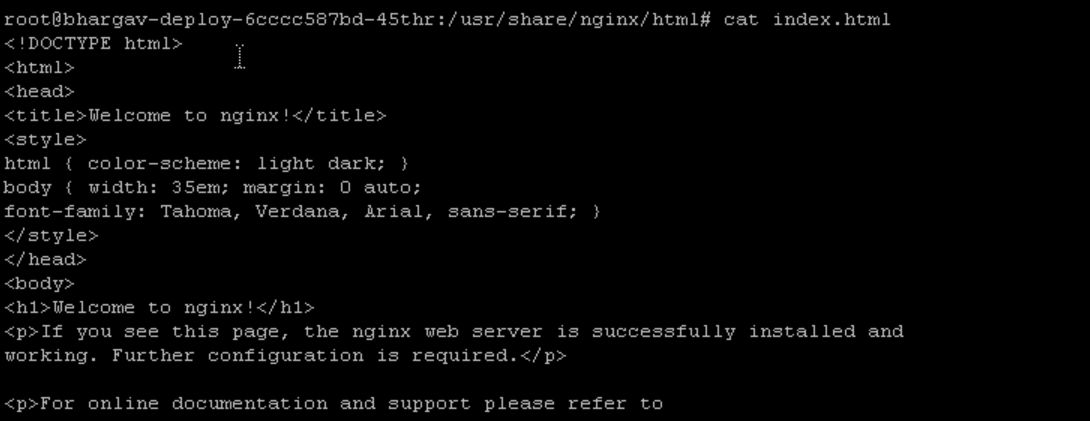 root@bhargav-deploy-6cccc587bd-45thr:/usr/share/nginx/html# cat index.html
<!DOCTYPE html>
<html>
<head>
<title>Welcome to nginx!</title>
<style>
html { color-scheme: light dark; }
body { width: 35em; margin: 0 auto;
font-family: Tahoma, Verdana, Arial, sans-serif; }
</style>
</head>
<body>
<h1>Welcome to nginx!</h1>
<p>If you see this page, the nginx web server is successfully installed and
working. Further configuration is required.</p>

<p>For online documentation and support please refer to